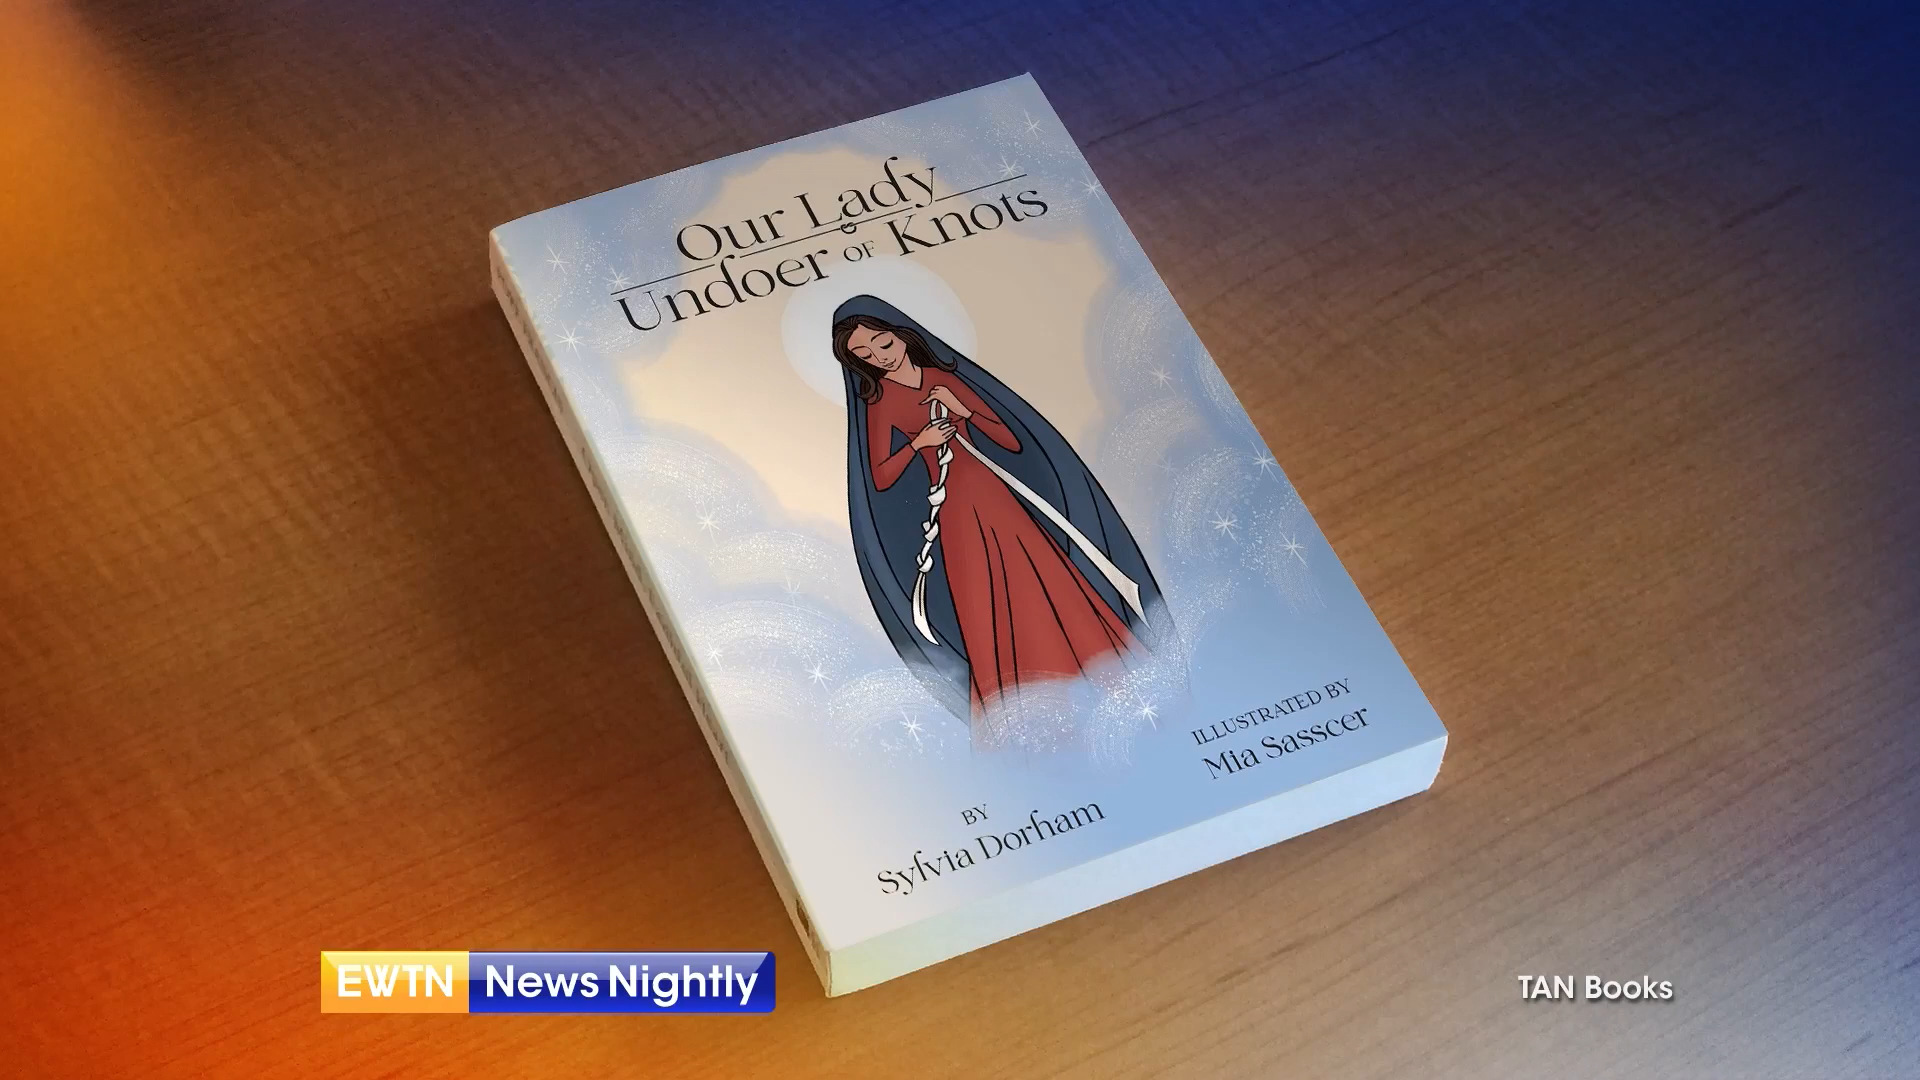 Our Lady
Undoer OF Knots
ILLUSTRATED BY
Mia Sasscer
BY
Sylvia Dorham
EWTN News Nightly
TAN Books